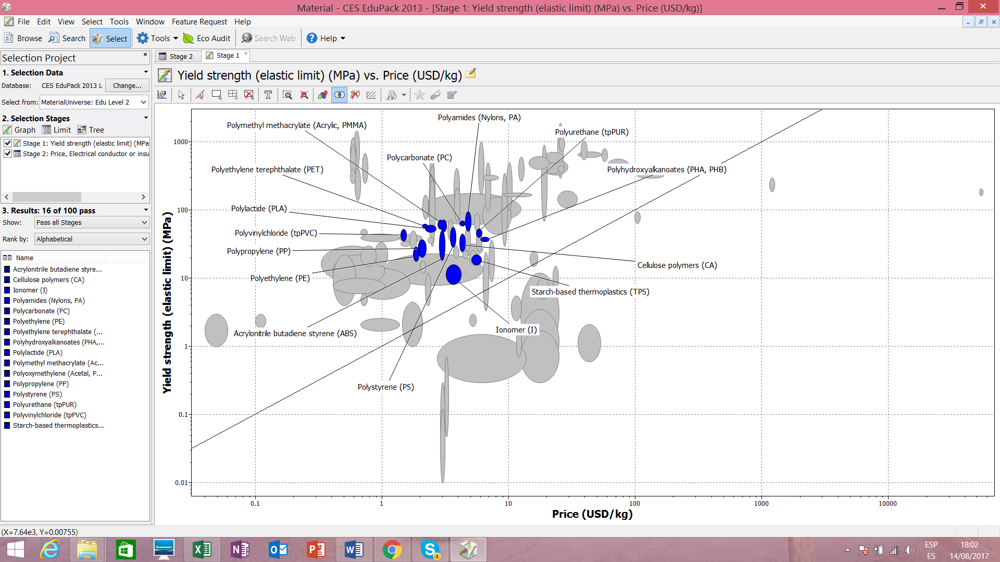 Material - CES EduPack 2013 - [Stage 1: Yield strength (elastic limit) (MPa) vs. Price (USD/kg)]
File Edit View Select Tools Window Feature Request Help
Browse Search Select Tools Eco Audit Search Web Help
Selection Project
Stage 2 Stage 1
1. Selection Data
Database: CES EduPack 2013 L Change...
Select from: MaterialUniverse: Edu Level 2
2. Selection Stages
Graph Limit Tree
Stage 1: Yield strength (elastic limit) (MPa
Stage 2: Price, Electrical conductor or insu
3. Results: 16 of 100 pass
Show: Pass all Stages
Rank by: Alphabetical
Name
Acrylonitrile butadiene styre...
Cellulose polymers (CA)
Ionomer (I)
Polyamides (Nylons, PA)
Polycarbonate (PC)
Polyethylene (PE)
Polyethylene terephthalate (...
Polyhydroxyalkanoates (PHA,...
Polylactide (PLA)
Polymethyl methacrylate (Ac...
Polyoxymethylene (Acetal, P...
Polypropylene (PP)
Polystyrene (PS)
Polyurethane (tpPUR)
Polyvinylchloride (tpPVC)
Starch-based thermoplastics...
Yield strength (elastic limit) (MPa) vs. Price (USD/kg)
Polyamides (Nylons, PA)
Polymethyl methacrylate (Acrylic, PMMA)
Polyurethane (tpPUR)
Polycarbonate (PC)
Polyethylene terephthalate (PET)
Polyhydroxyalkanoates (PHA, PHB)
Polylactide (PLA)
Polyvinylchloride (tpPVC)
Polypropylene (PP)
Cellulose polymers (CA)
Polyethylene (PE)
Starch-based thermoplastics (TPS)
Ionomer (I)
Acrylonitrile butadiene styrene (ABS)
Polystyrene (PS)
Yield strength (elastic limit) (MPa)
1000
100
10
1
0.1
0.01
0.1 1 10 100 1000 10000
Price (USD/kg)
(X=7.64e3, Y=0.00755)
ESP 18:02
ES 14/08/2017